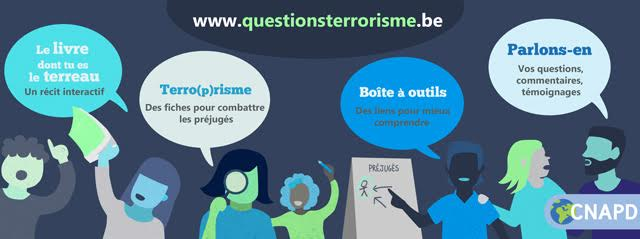 www.questionsterrorisme.be
Le livre
dont tu es
le terreau
Un récit interactif
Terro(p)risme
Des fiches pour combattre
les préjugés
Boîte à outils
Des liens pour mieux
comprendre
Parlons-en
Vos questions,
commentaires,
témoignages
PRÉJUGÉS
CNAPD